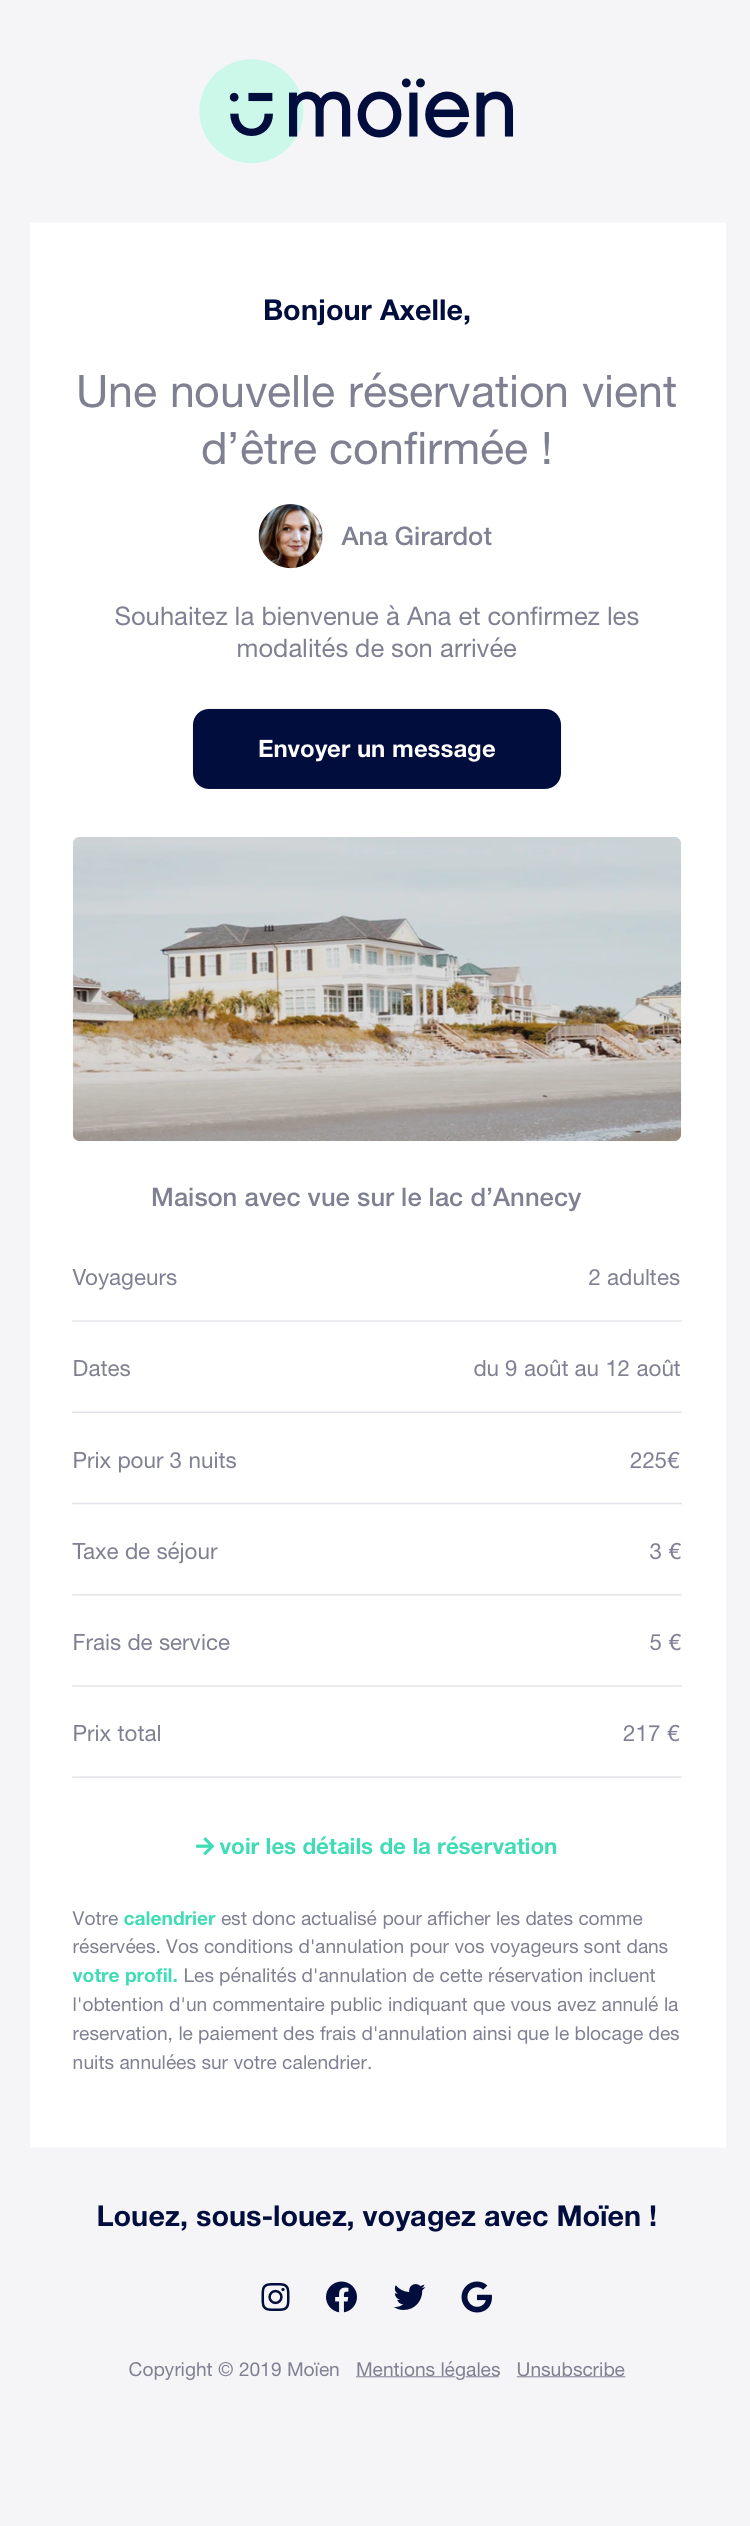 moïen
Bonjour Axelle,
Une nouvelle réservation vient
d’être confirmée !
Ana Girardot
Souhaitez la bienvenue à Ana et confirmez les
modalités de son arrivée
Envoyer un message
Maison avec vue sur le lac d’Annecy
Voyageurs 2 adultes
Dates du 9 août au 12 août
Prix pour 3 nuits 225€
Taxe de séjour 3 €
Frais de service 5 €
Prix total 217 €
→ voir les détails de la réservation
Votre calendrier est donc actualisé pour afficher les dates comme
réservées. Vos conditions d'annulation pour vos voyageurs sont dans
votre profil. Les pénalités d'annulation de cette réservation incluent
l'obtention d'un commentaire public indiquant que vous avez annulé la
reservation, le paiement des frais d'annulation ainsi que le blocage des
nuits annulées sur votre calendrier.
Louez, sous-louez, voyagez avec Moïen !
Copyright © 2019 Moïen Mentions légales Unsubscribe